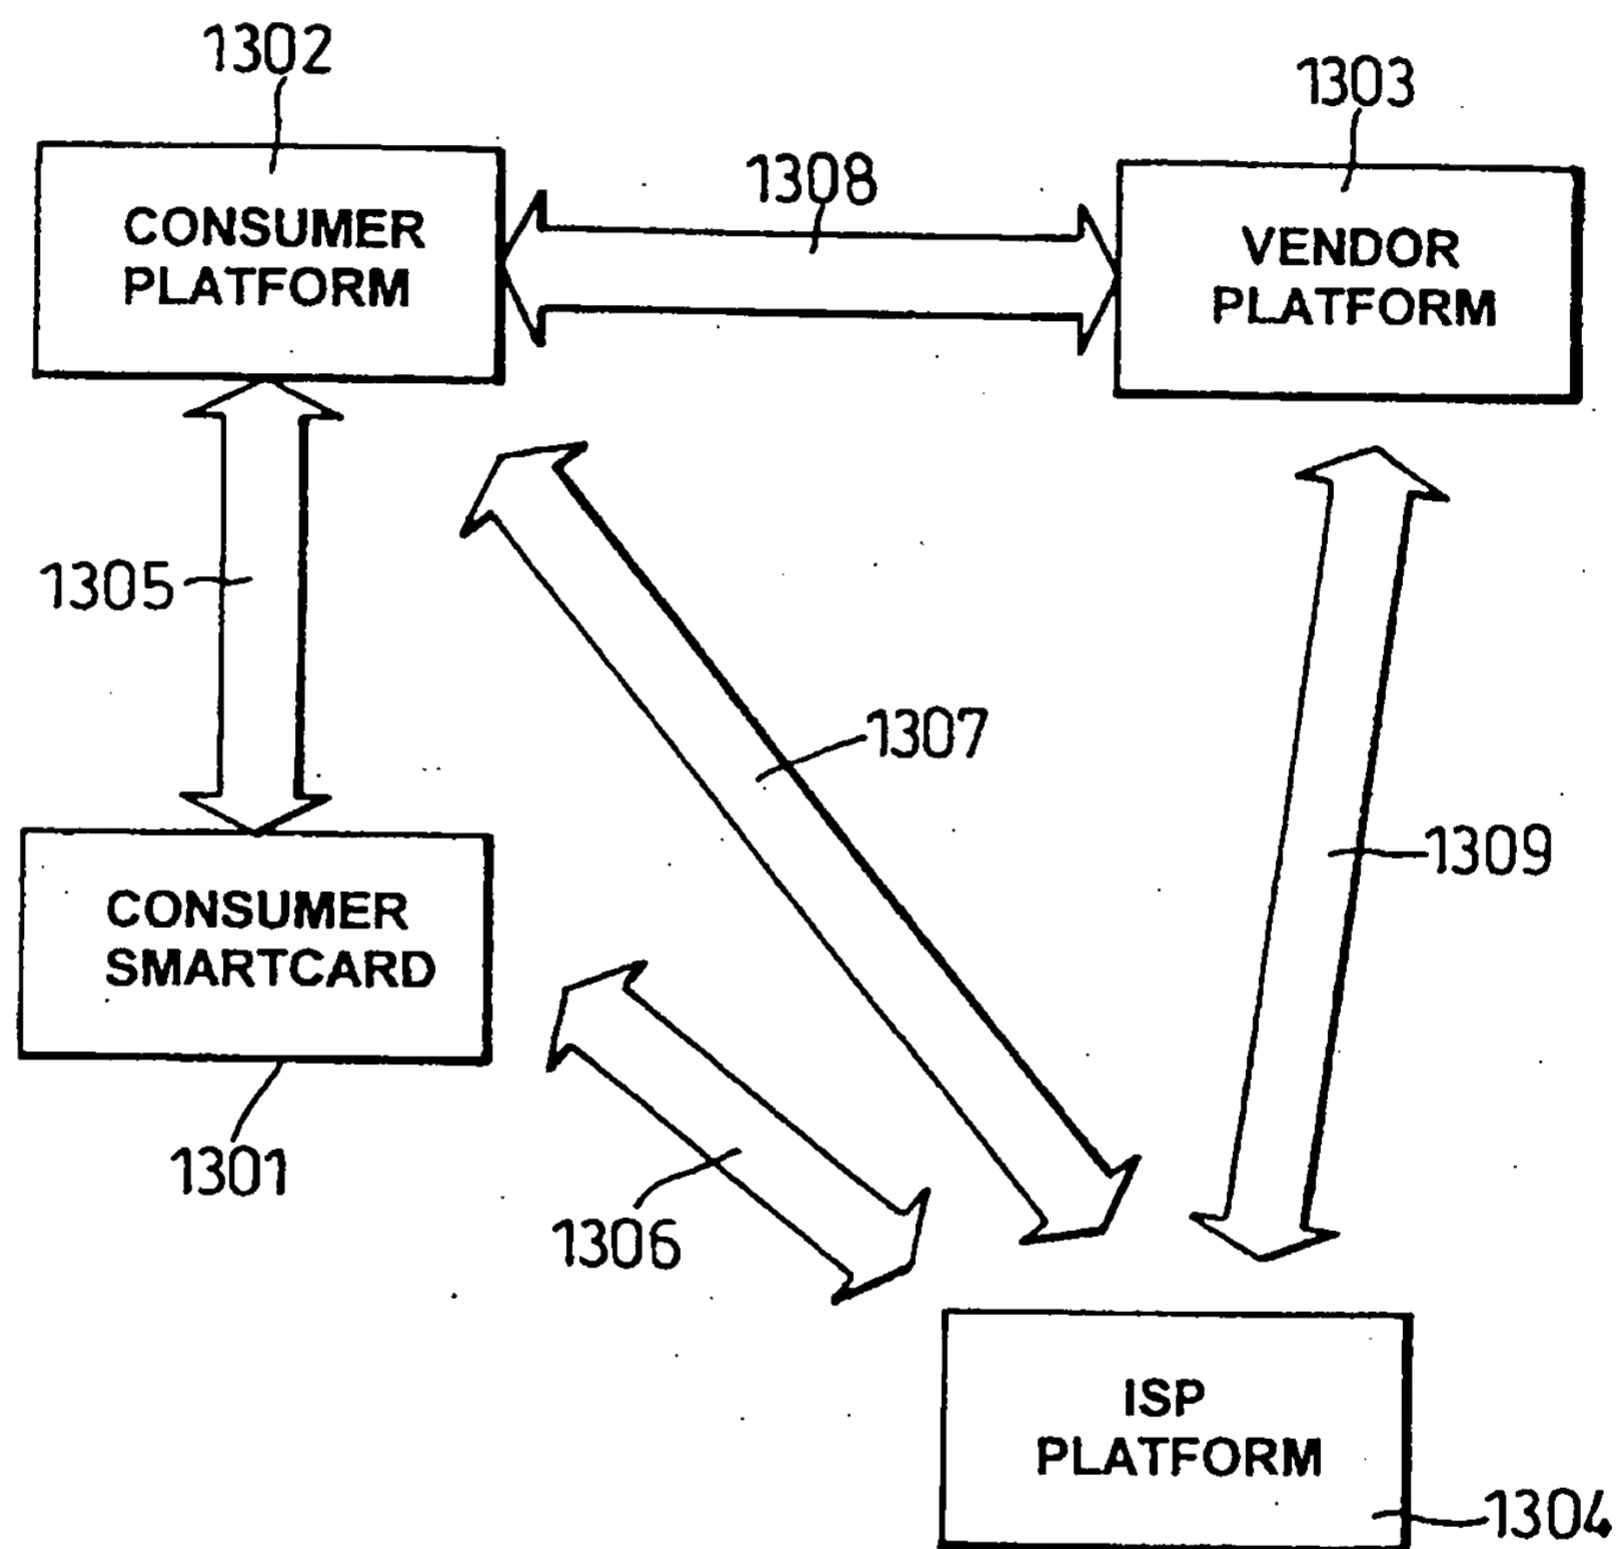 1302
1303
1308
CONSUMER
PLATFORM
VENDOR
PLATFORM
1305
1307
1309
CONSUMER
SMARTCARD
1301
1306
ISP
PLATFORM
1304